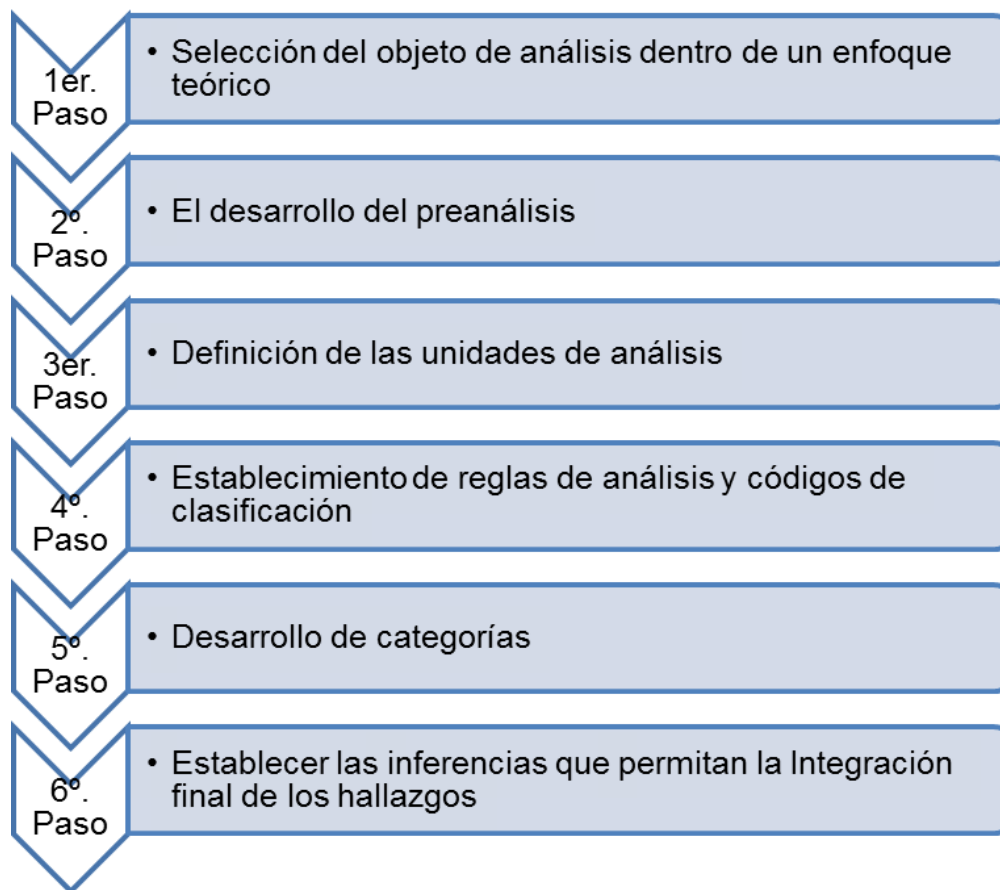 1er.
Paso
• Selección del objeto de análisis dentro de un enfoque
teórico
2º.
Paso
• El desarrollo del preanálisis
3er.
Paso
• Definición de las unidades de análisis
4º.
Paso
• Establecimiento de reglas de análisis y códigos de
clasificación
5º.
Paso
• Desarrollo de categorías
6º.
Paso
• Establecer las inferencias que permitan la Integración
final de los hallazgos